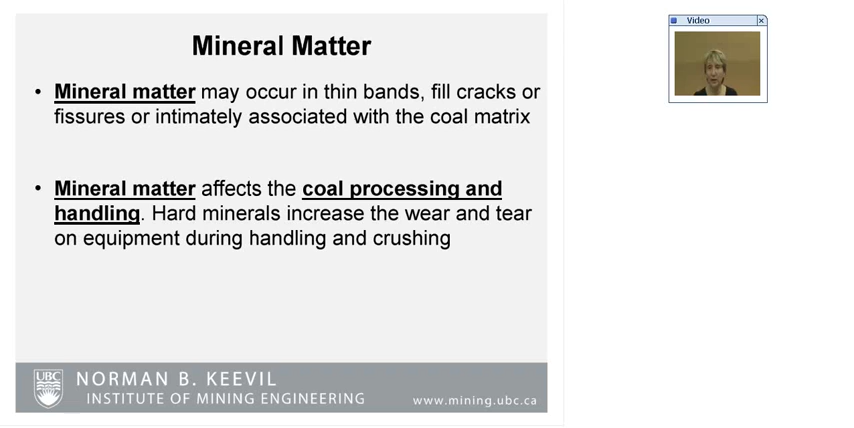 Mineral Matter
• Mineral matter may occur in thin bands, fill cracks or
fissures or intimately associated with the coal matrix
• Mineral matter affects the coal processing and
handling. Hard minerals increase the wear and tear
on equipment during handling and crushing
UBC
NORMAN B. KEEVIL
INSTITUTE OF MINING ENGINEERING
www.mining.ubc.ca
Video